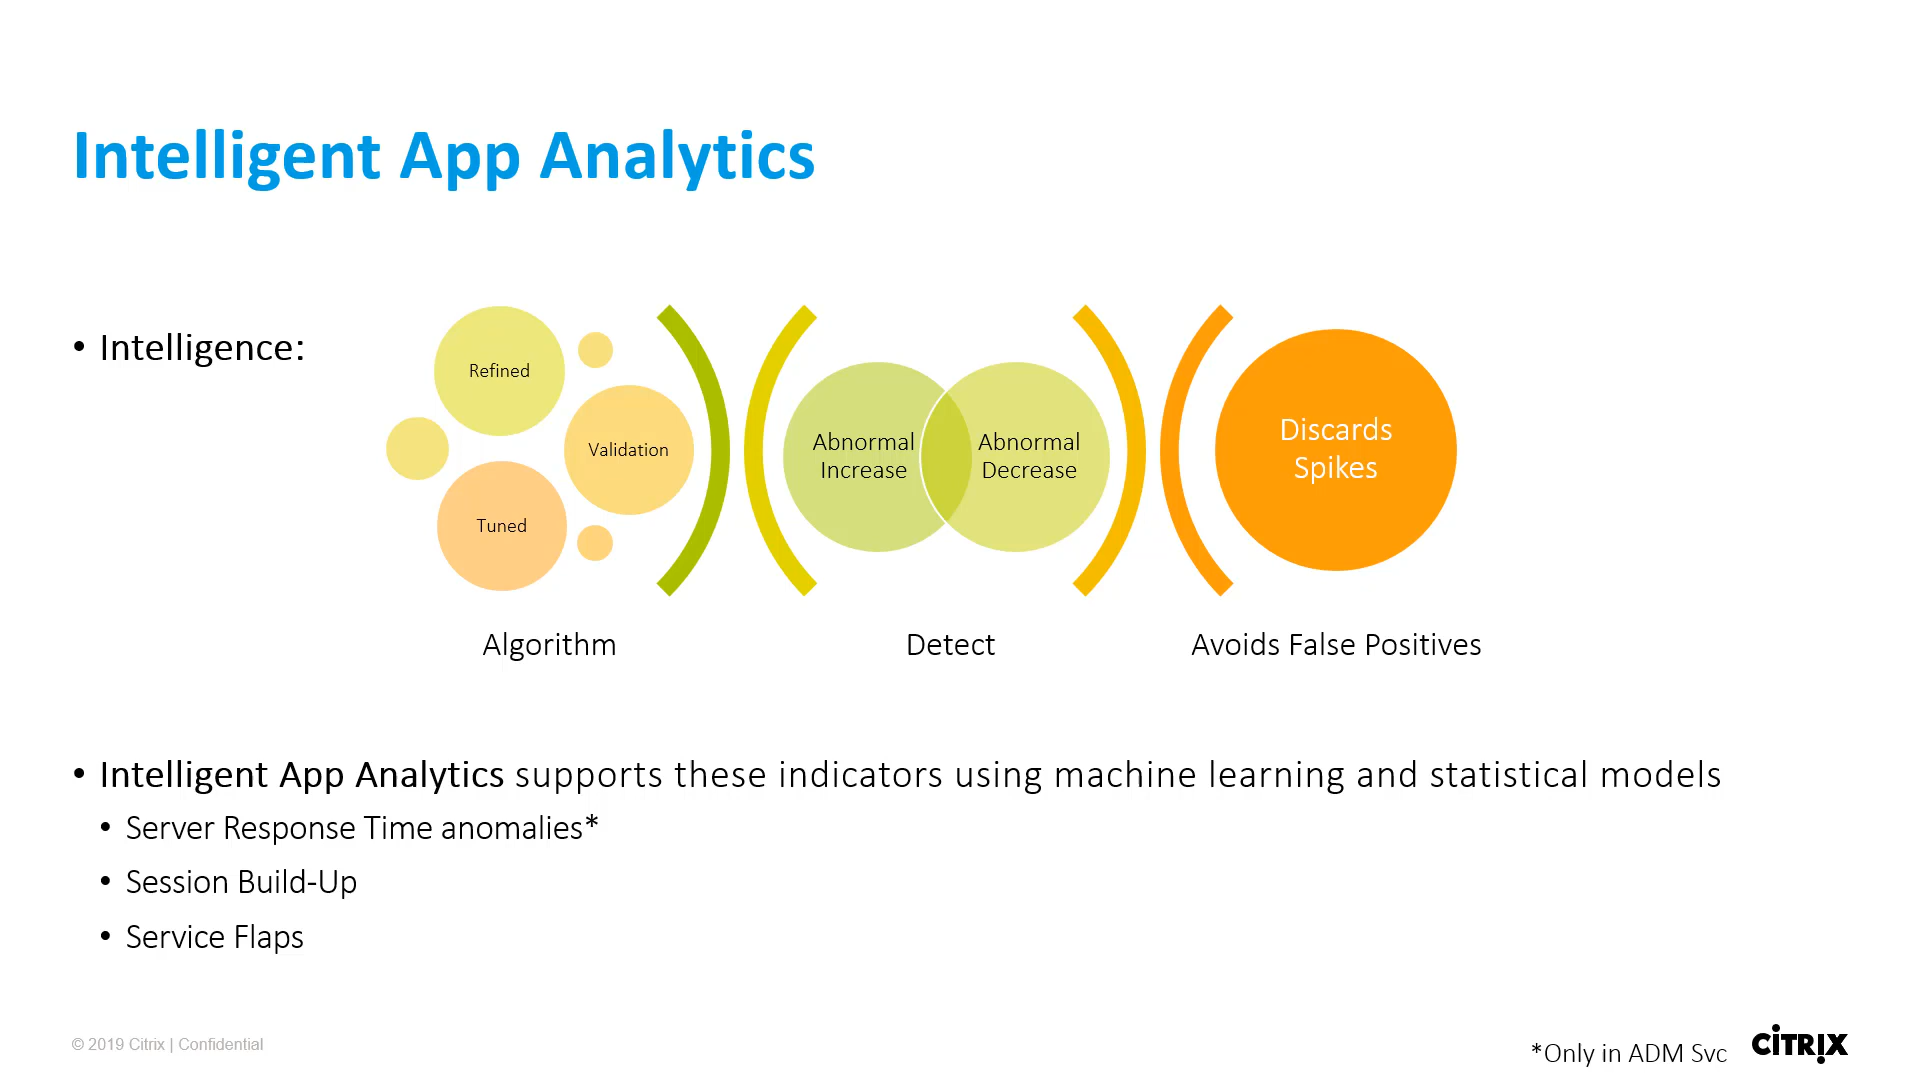 Intelligent App Analytics
• Intelligence:
Refined
Validation
Tuned
Abnormal
Increase
Abnormal
Decrease
Discards
Spikes
Algorithm
Detect
Avoids False Positives
• Intelligent App Analytics supports these indicators using machine learning and statistical models
• Server Response Time anomalies*
• Session Build-Up
• Service Flaps
© 2019 Citrix | Confidential
*Only in ADM Svc
CiTRIX